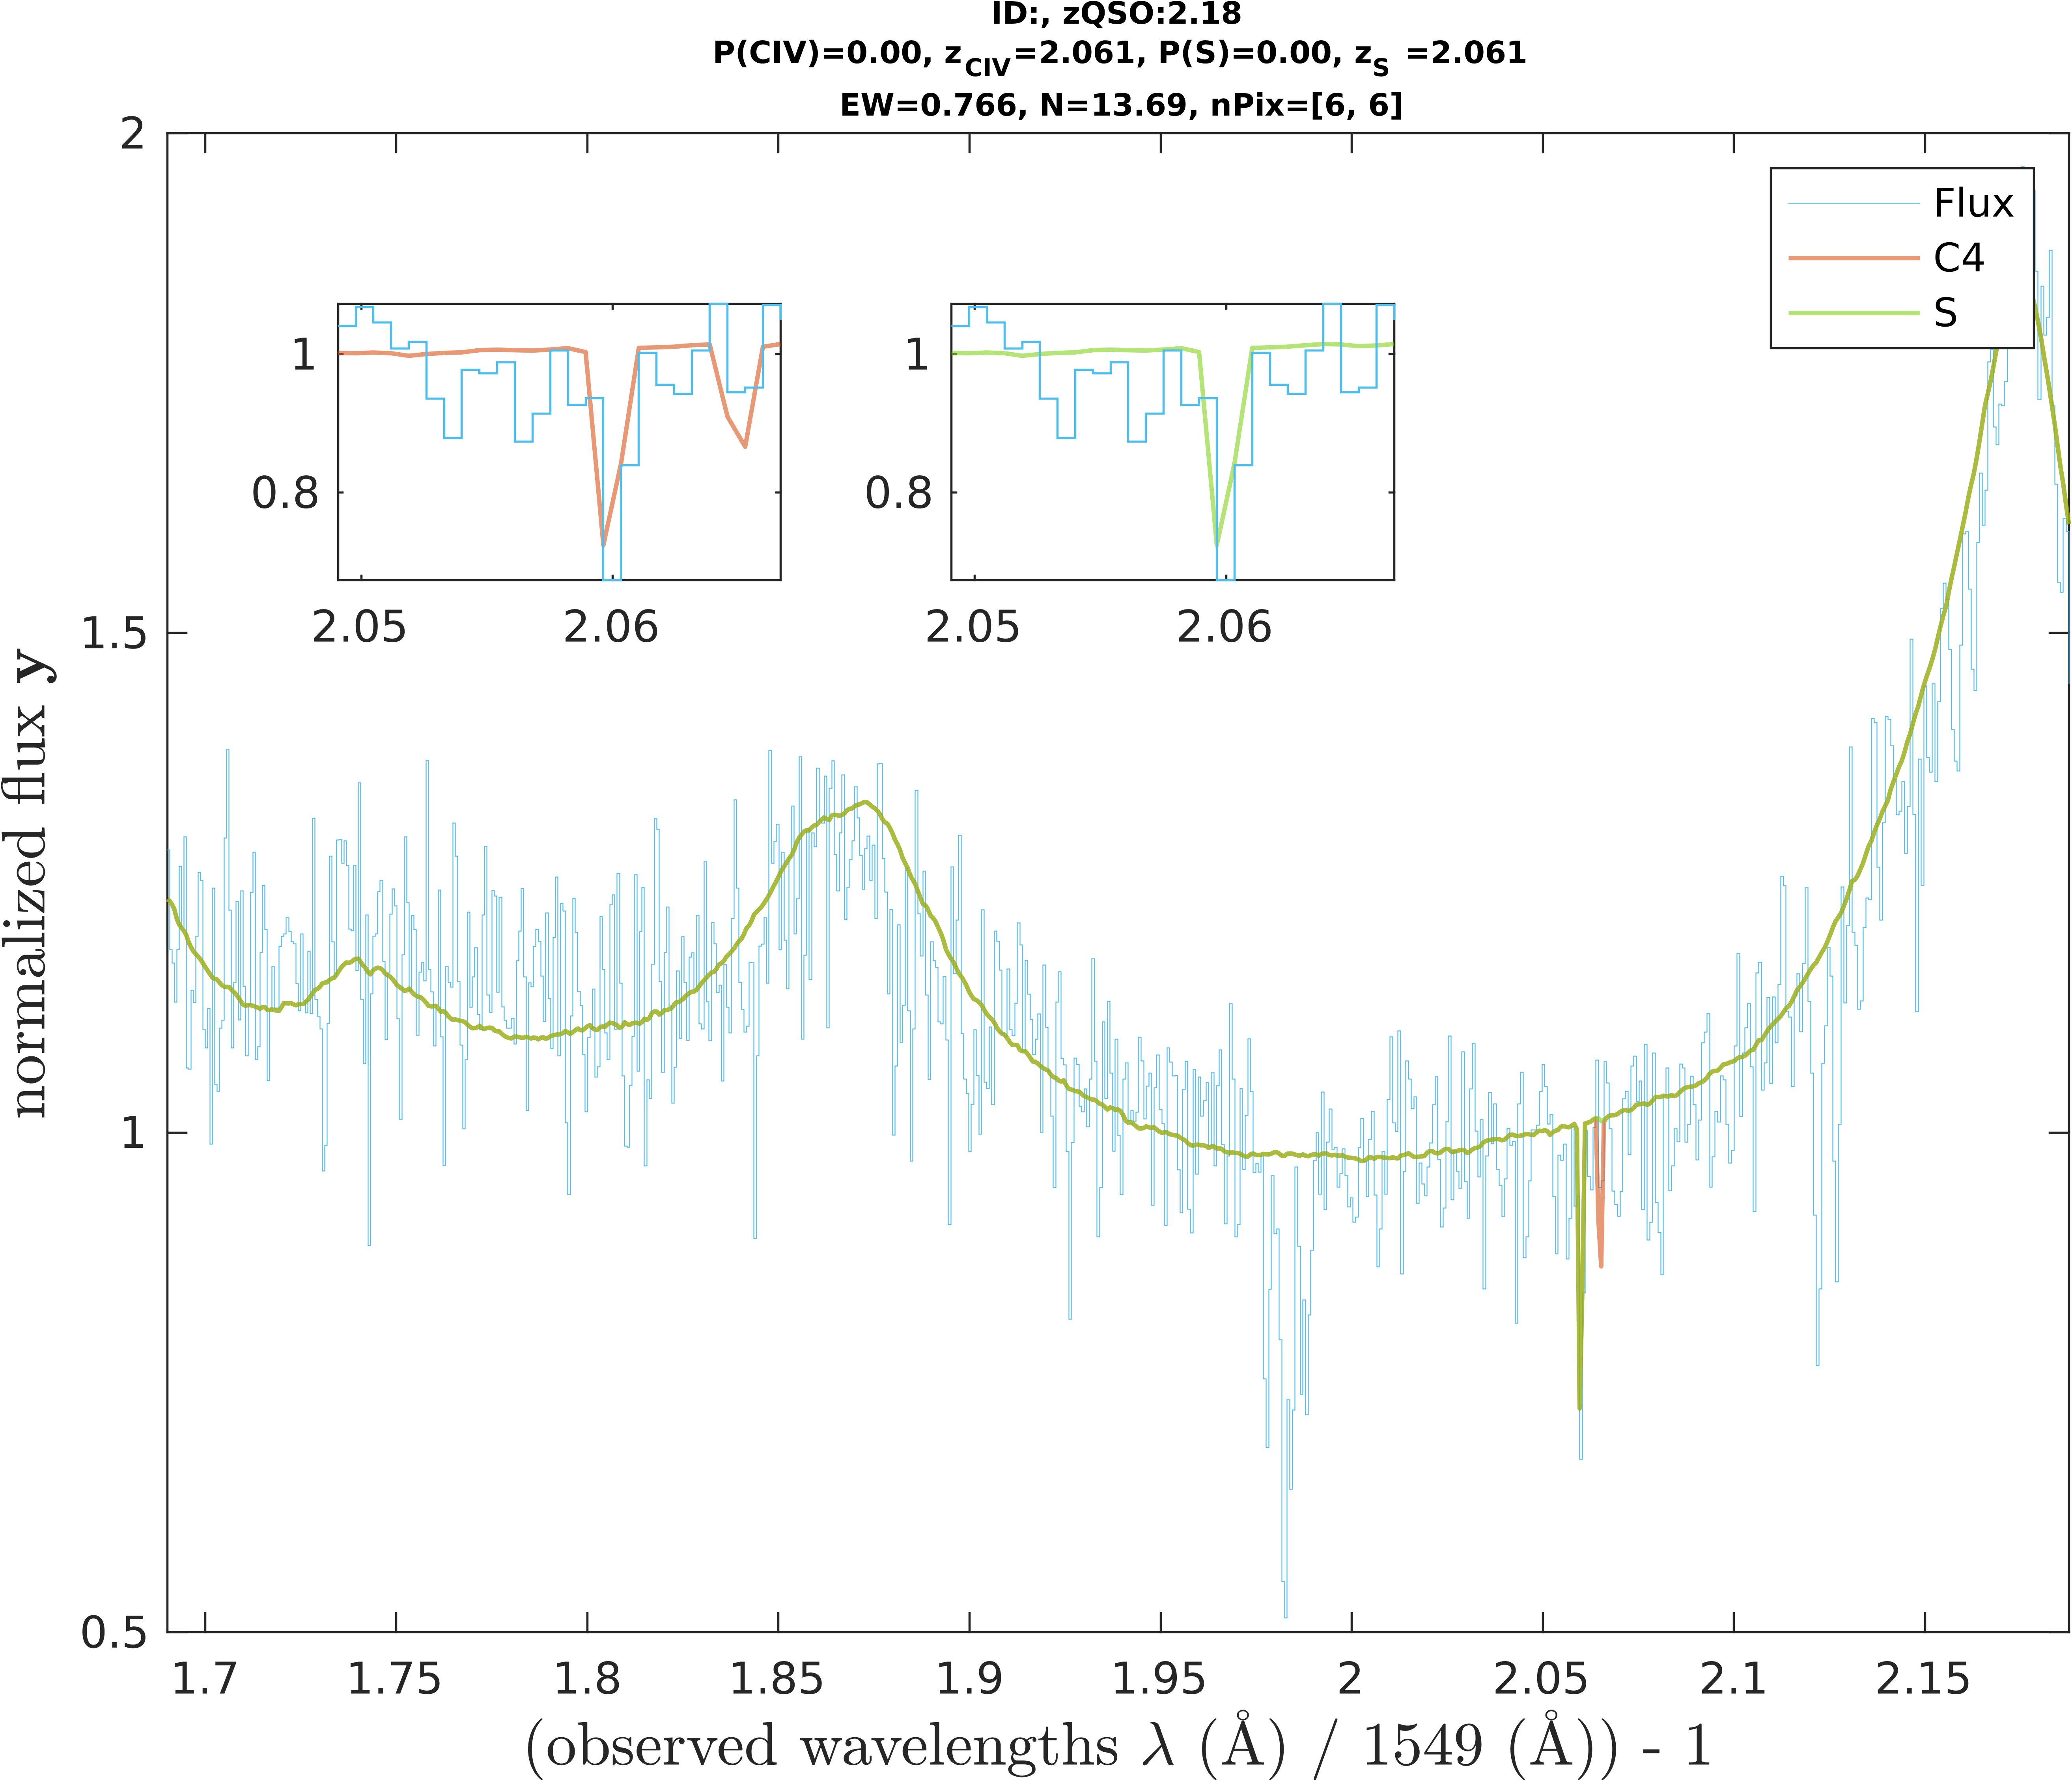 ID:, zQSO:2.18
P(CIV)=0.00, zCIV=2.061, P(S)=0.00, zS =2.061
EW=0.766, N=13.69, nPix=[6, 6]
2
Flux
C4
S
1
0.8
2.05
2.06
1
0.8
2.05
2.06
1.5
1
0.5
normalized flux y
1.7
1.75
1.8
1.85
1.9
1.95
2
2.05
2.1
2.15
(observed wavelengths λ (Å) / 1549 (Å)) - 1